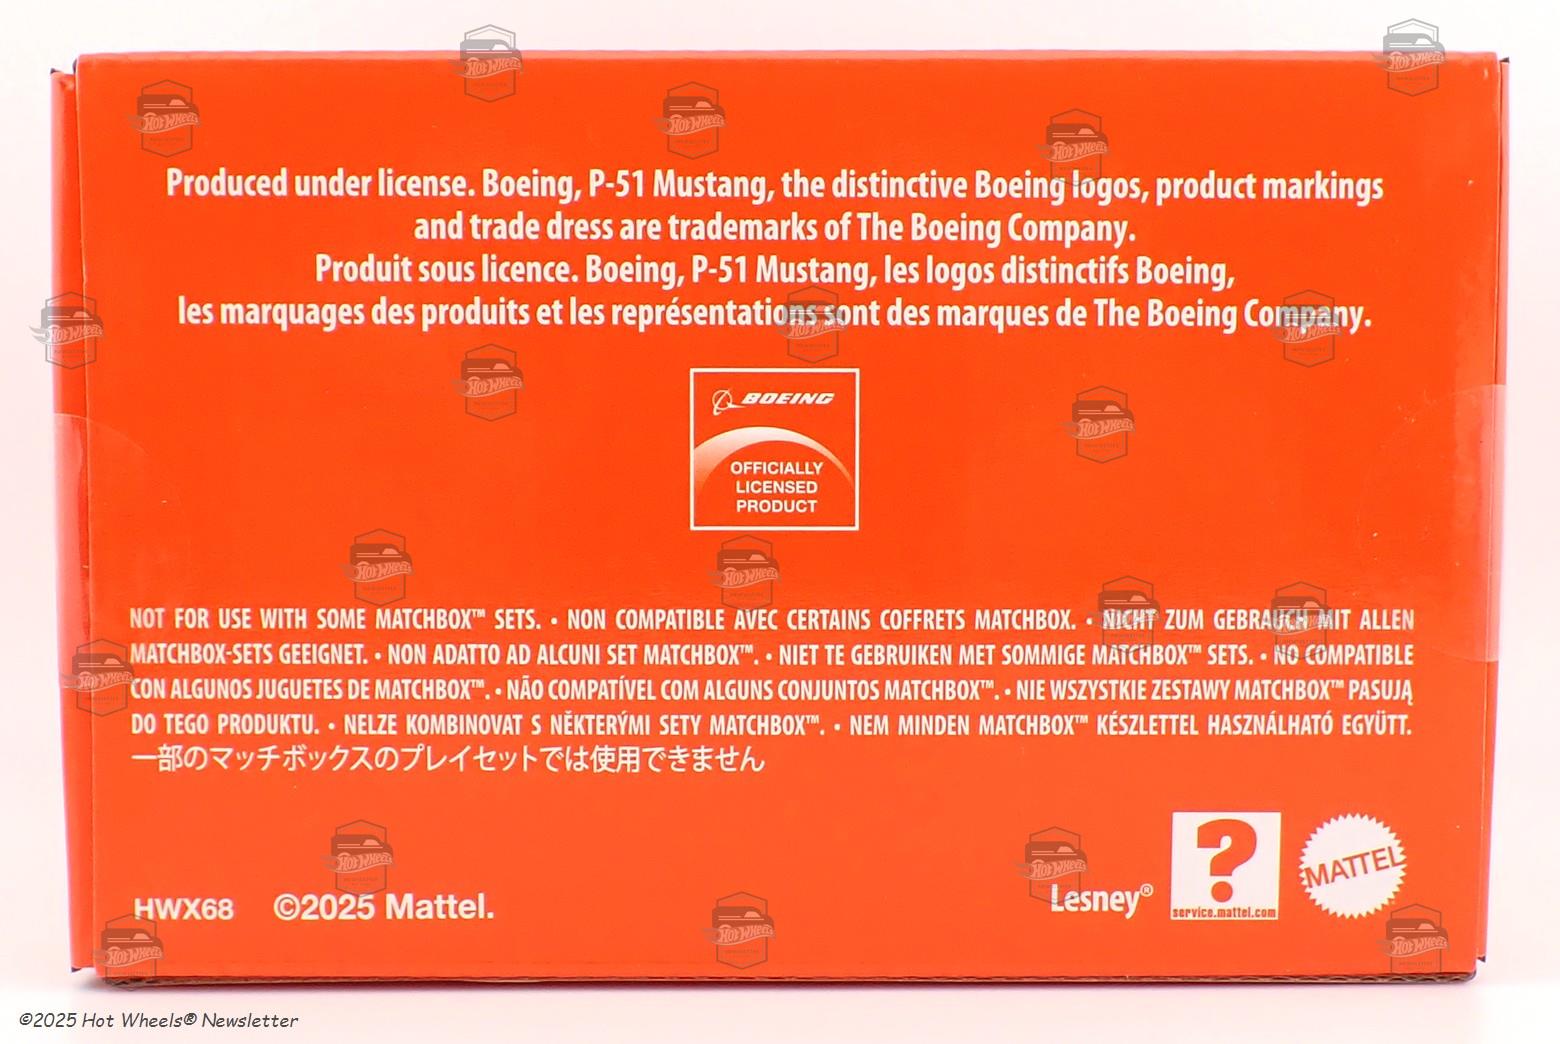 Produced under license. Boeing, P-51 Mustang, the distinctive Boeing logos, product markings
and trade dress are trademarks of The Boeing Company.
Produit sous licence. Boeing, P-51 Mustang, les logos distinctifs Boeing,
les marquages des produits et les représentations sont des marques de The Boeing Company.
BOEING
OFFICIALLY
LICENSED
PRODUCT
NOT FOR USE WITH SOME MATCHBOX™ SETS. • NON COMPATIBLE AVEC CERTAINS COFFRETS MATCHBOX. • NICHT ZUM GEBRAUCH MIT ALLEN
MATCHBOX-SETS GEEIGNET. • NON ADATTO AD ALCUNI SET MATCHBOX™. • NIET TE GEBRUIKEN MET SOMMIGE MATCHBOX™ SETS. • NO COMPATIBLE
CON ALGUNOS JUGUETES DE MATCHBOX™. • NÃO COMPATÍVEL COM ALGUNS CONJUNTOS MATCHBOX™. • NIE WSZYSTKIE ZESTAWY MATCHBOX™ PASUJĄ
DO TEGO PRODUKTU. • NELZE KOMBINOVAT S NĚKTERÝMI SETY MATCHBOX™. • NEM MINDEN MATCHBOX™ KÉSZLETTEL HASZNÁLHATÓ EGYÜTT.
一部のマッチボックスのプレイセットでは使用できません
HWX68 ©2025 Mattel.
Lesney®
?
service.mattel.com
MATTEL
©2025 Hot Wheels® Newsletter